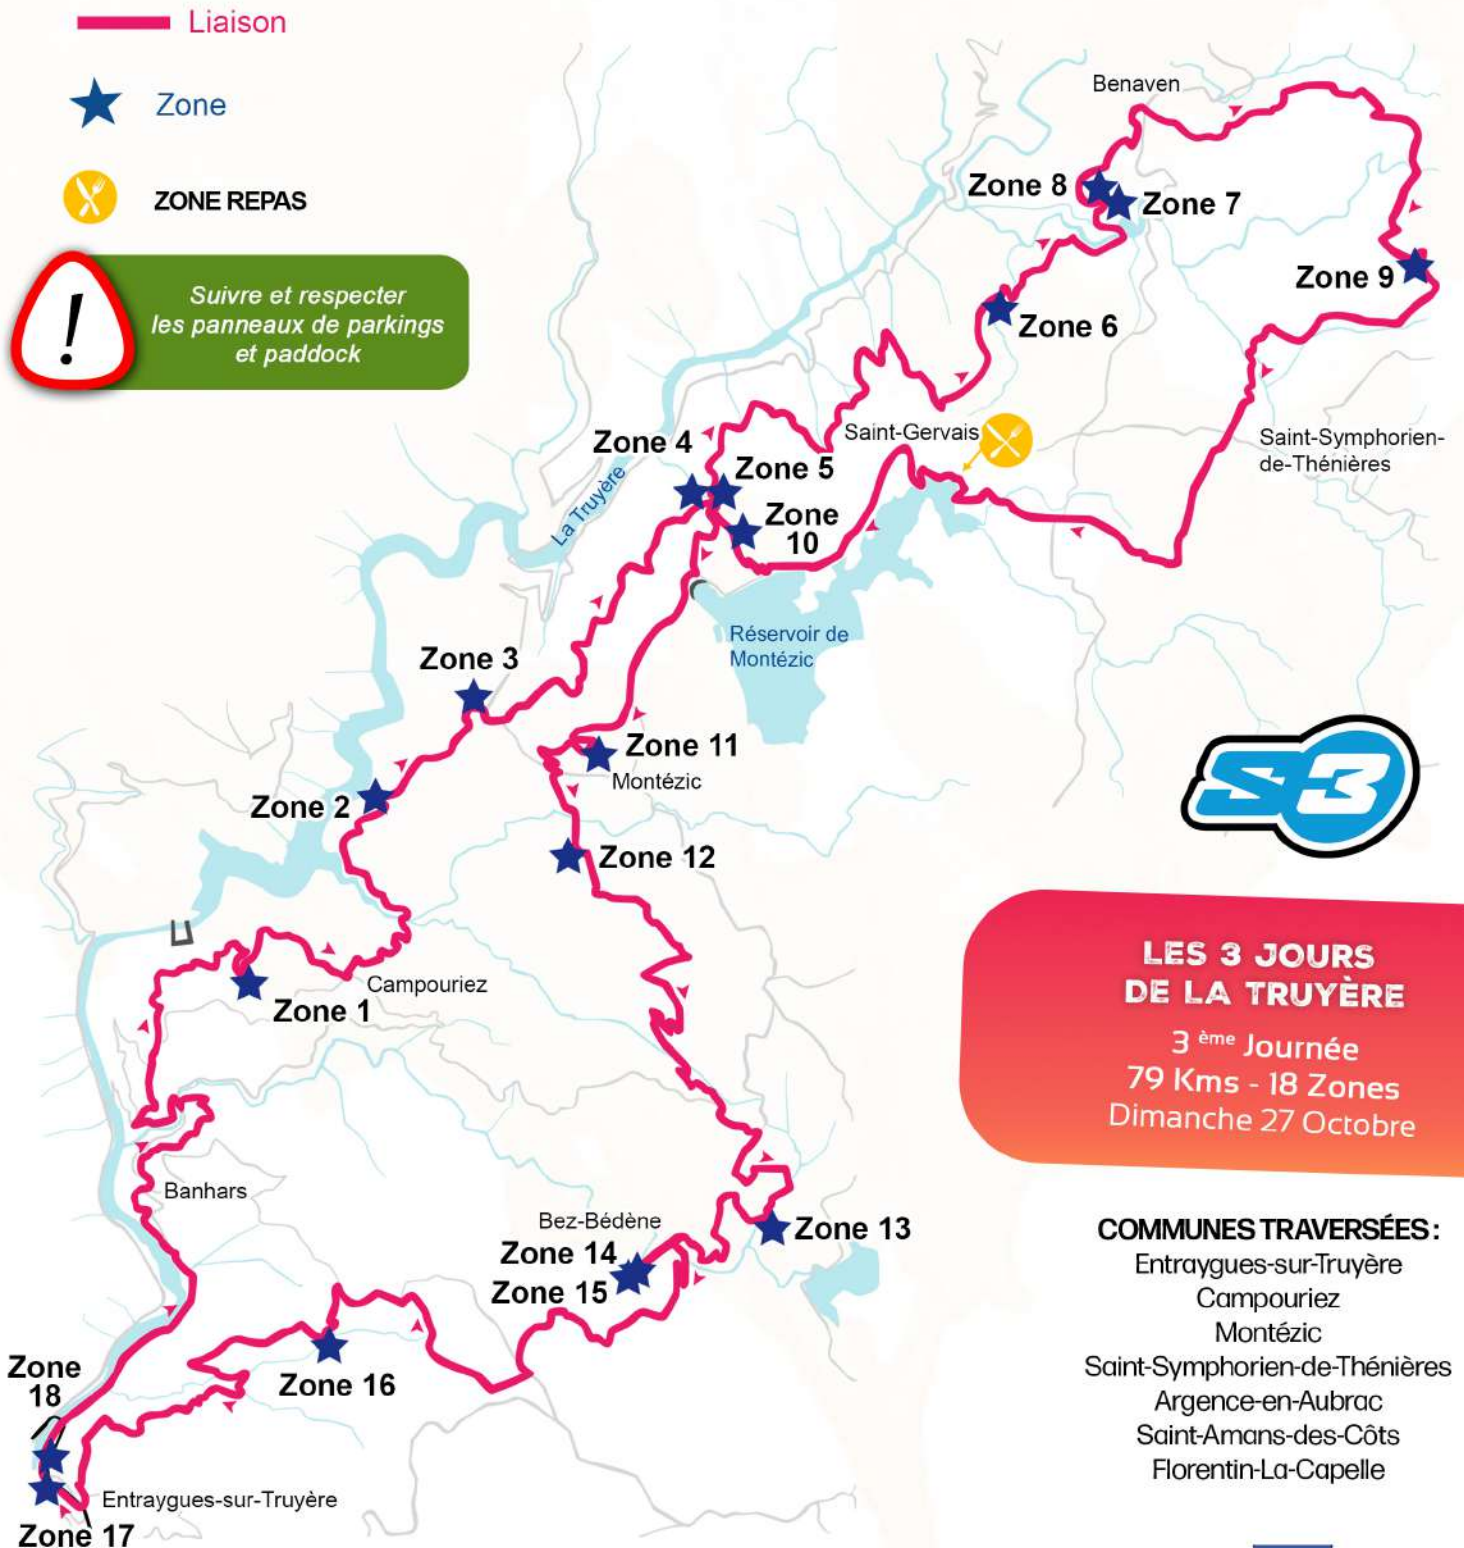 Liaison
Zone
ZONE REPAS
!
Suivre et respecter
les panneaux de parkings
et paddock
Benaven
Zone 8
Zone 7
Zone 9
Zone 6
Saint-Gervais
Saint-Symphorien-
de-Thénières
Zone 4
Zone 5
La Truyère
Zone
10
Réservoir de
Montézic
Zone 3
Zone 11
Montézic
Zone 2
Zone 12
S3
Campouriez
Zone 1
LES 3 JOURS
DE LA TRUYÈRE
3 ème Journée
79 Kms - 18 Zones
Dimanche 27 Octobre
Banhars
Bez-Bédène
Zone 13
Zone 14
Zone 15
Zone 16
Zone
18
Entraygues-sur-Truyère
Zone 17
COMMUNES TRAVERSÉES :
Entraygues-sur-Truyère
Campouriez
Montézic
Saint-Symphorien-de-Thénières
Argence-en-Aubrac
Saint-Amans-des-Côts
Florentin-La-Capelle